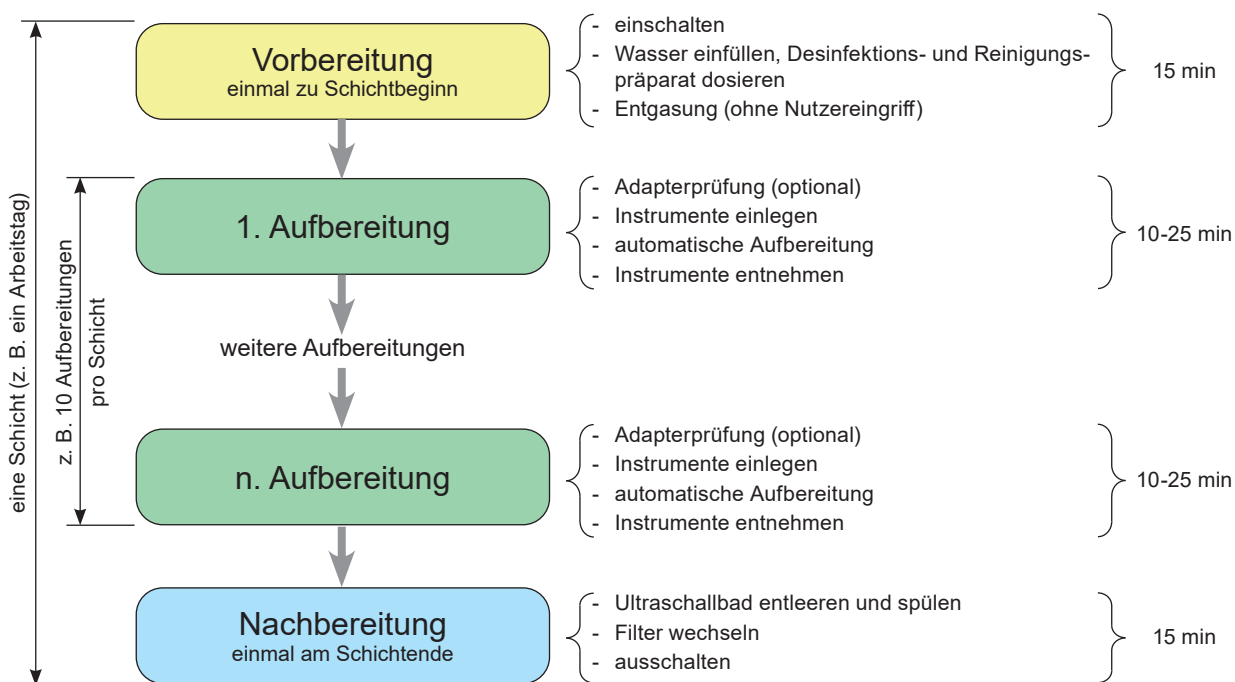 eine Schicht (z. B. ein Arbeitstag)
z. B. 10 Aufbereitungen
pro Schicht
Vorbereitung
einmal zu Schichtbeginn
- einschalten
- Wasser einfüllen, Desinfektions- und Reinigungs-
präparat dosieren
- Entgasung (ohne Nutzereingriff)
15 min
1. Aufbereitung
- Adapterprüfung (optional)
- Instrumente einlegen
- automatische Aufbereitung
- Instrumente entnehmen
10-25 min
weitere Aufbereitungen
n. Aufbereitung
- Adapterprüfung (optional)
- Instrumente einlegen
- automatische Aufbereitung
- Instrumente entnehmen
10-25 min
Nachbereitung
einmal am Schichtende
- Ultraschallbad entleeren und spülen
- Filter wechseln
- ausschalten
15 min